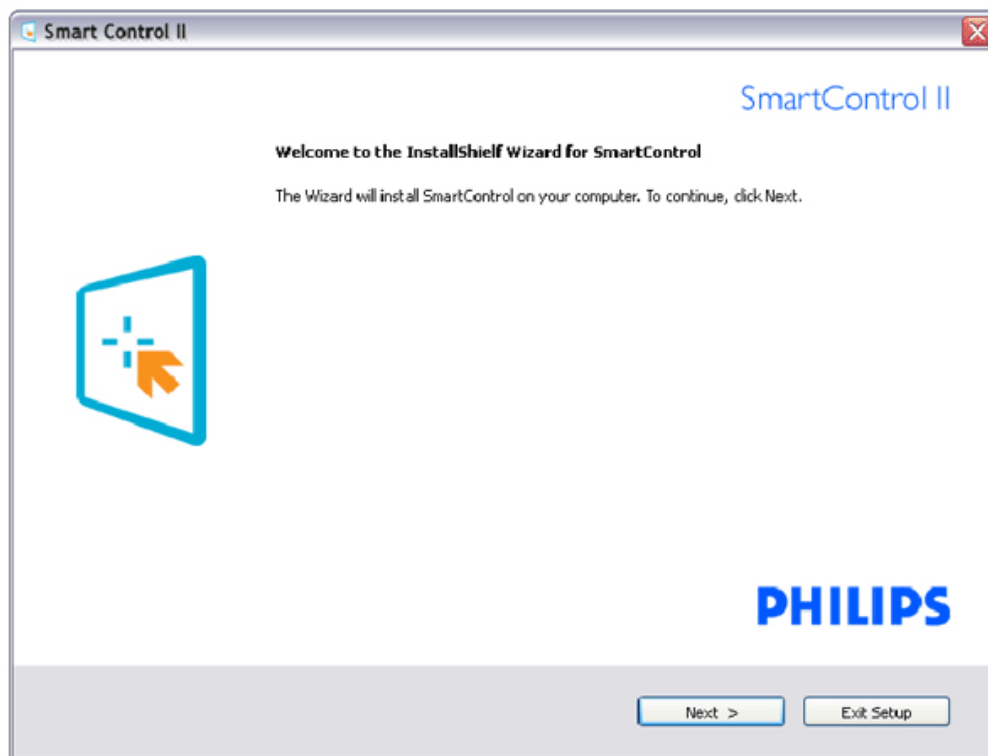 Smart Control II
SmartControl II
Welcome to the InstallShielf Wizard for SmartControl
The Wizard will install SmartControl on your computer. To continue, click Next.
PHILIPS
Next >
Exit Setup